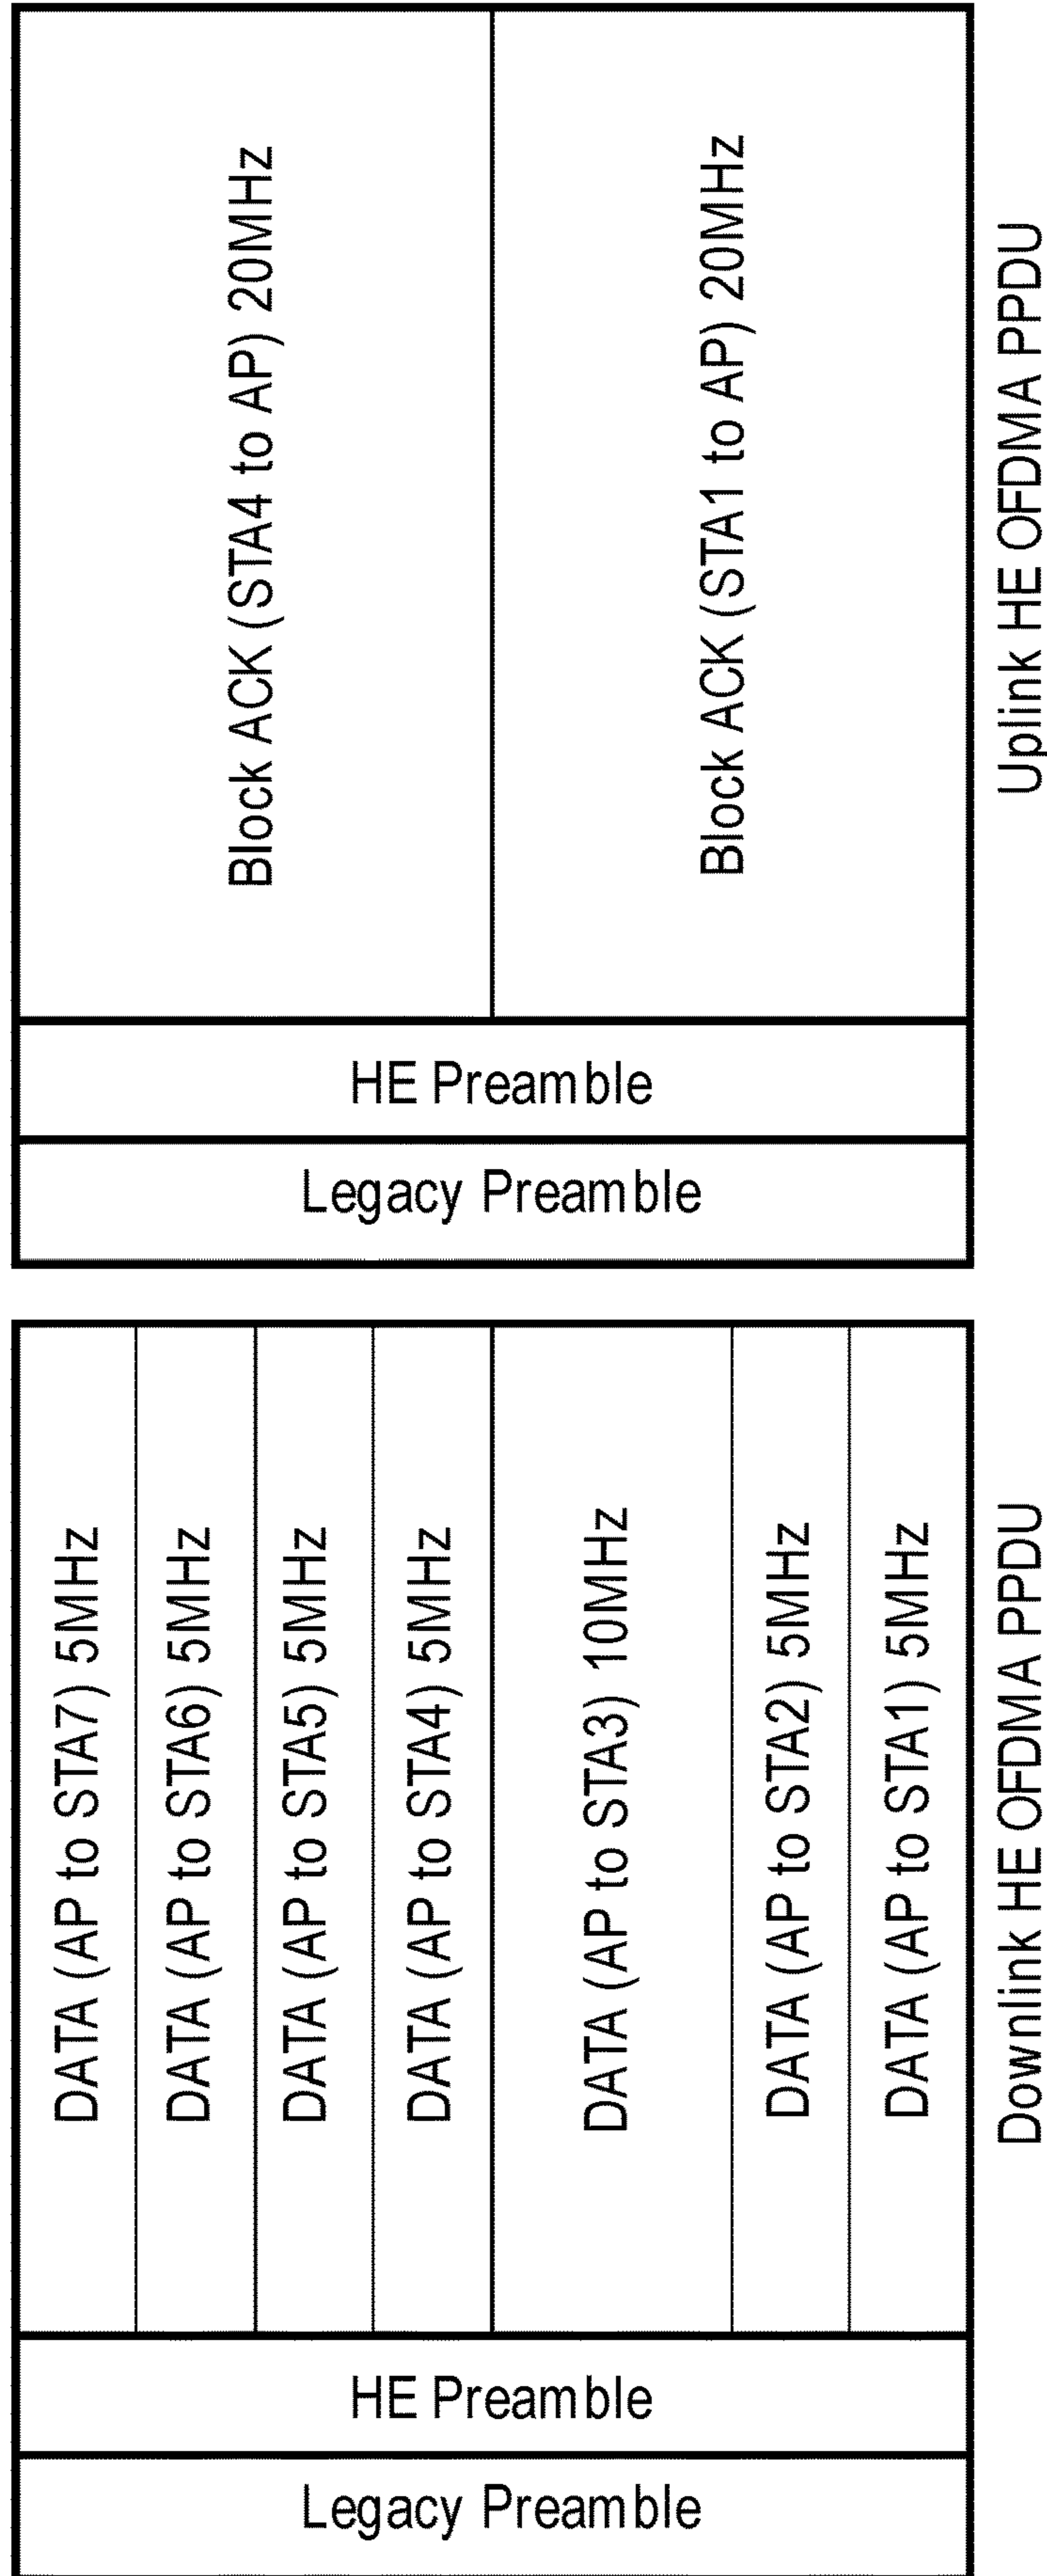 DATA (AP to STA7) 5MHz
DATA (AP to STA6) 5MHz
DATA (AP to STA5) 5MHz
DATA (AP to STA4) 5MHz
DATA (AP to STA3) 10MHz
DATA (AP to STA2) 5MHz
DATA (AP to STA1) 5MHz
HE Preamble
Legacy Preamble
Downlink HE OFDMA PPDU
Block ACK (STA4 to AP) 20MHz
Block ACK (STA1 to AP) 20MHz
HE Preamble
Legacy Preamble
Uplink HE OFDMA PPDU